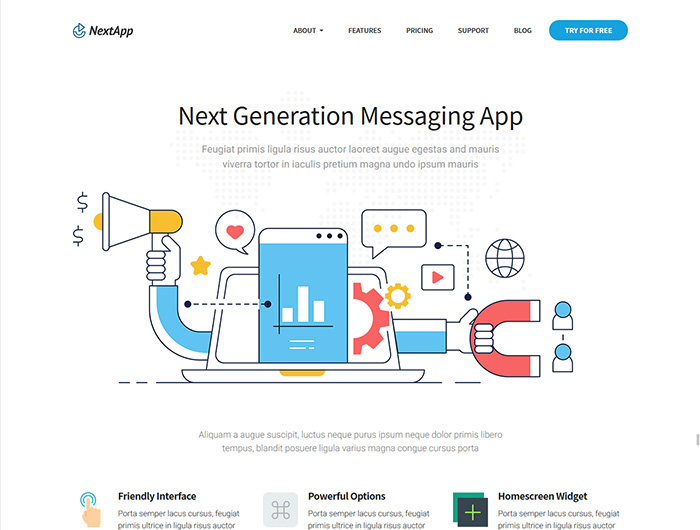 NextApp
ABOUT
FEATURES
PRICING
SUPPORT
BLOG
TRY FOR FREE
Next Generation Messaging App
Feugiat primis ligula risus auctor laoreet augue egestas and mauris
viverra tortor in iaculis pretium magna undo ipsum mauris
$
$
Aliquam a augue suscipit, luctus neque purus ipsum neque dolor primis libero
tempus, blandit posuere ligula varius magna congue cursus porta
Friendly Interface
Porta semper lacus cursus, feugiat
primis ultrice in ligula risus auctor
Powerful Options
Porta semper lacus cursus, feugiat
primis ultrice in ligula risus auctor
Homescreen Widget
Porta semper lacus cursus, feugiat
primis ultrice in ligula risus auctor